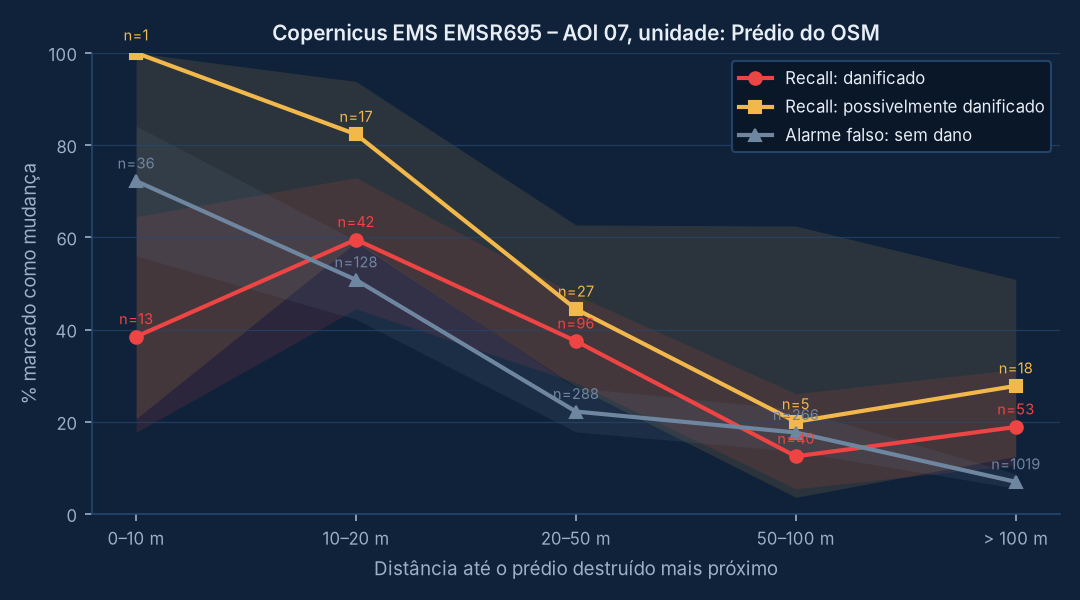 Copernicus EMS EMSR695 – AOI 07, unidade: Prédio do OSM
Recall: danificado
Recall: possivelmente danificado
Alarme falso: sem dano
% marcado como mudança
100
80
60
40
20
0
n=1
n=17
n=27
n=5
n=18
n=13
n=42
n=96
n=40
n=53
n=36
n=128
n=288
n=266
n=1019
0–10 m
10–20 m
20–50 m
50–100 m
> 100 m
Distância até o prédio destruído mais próximo